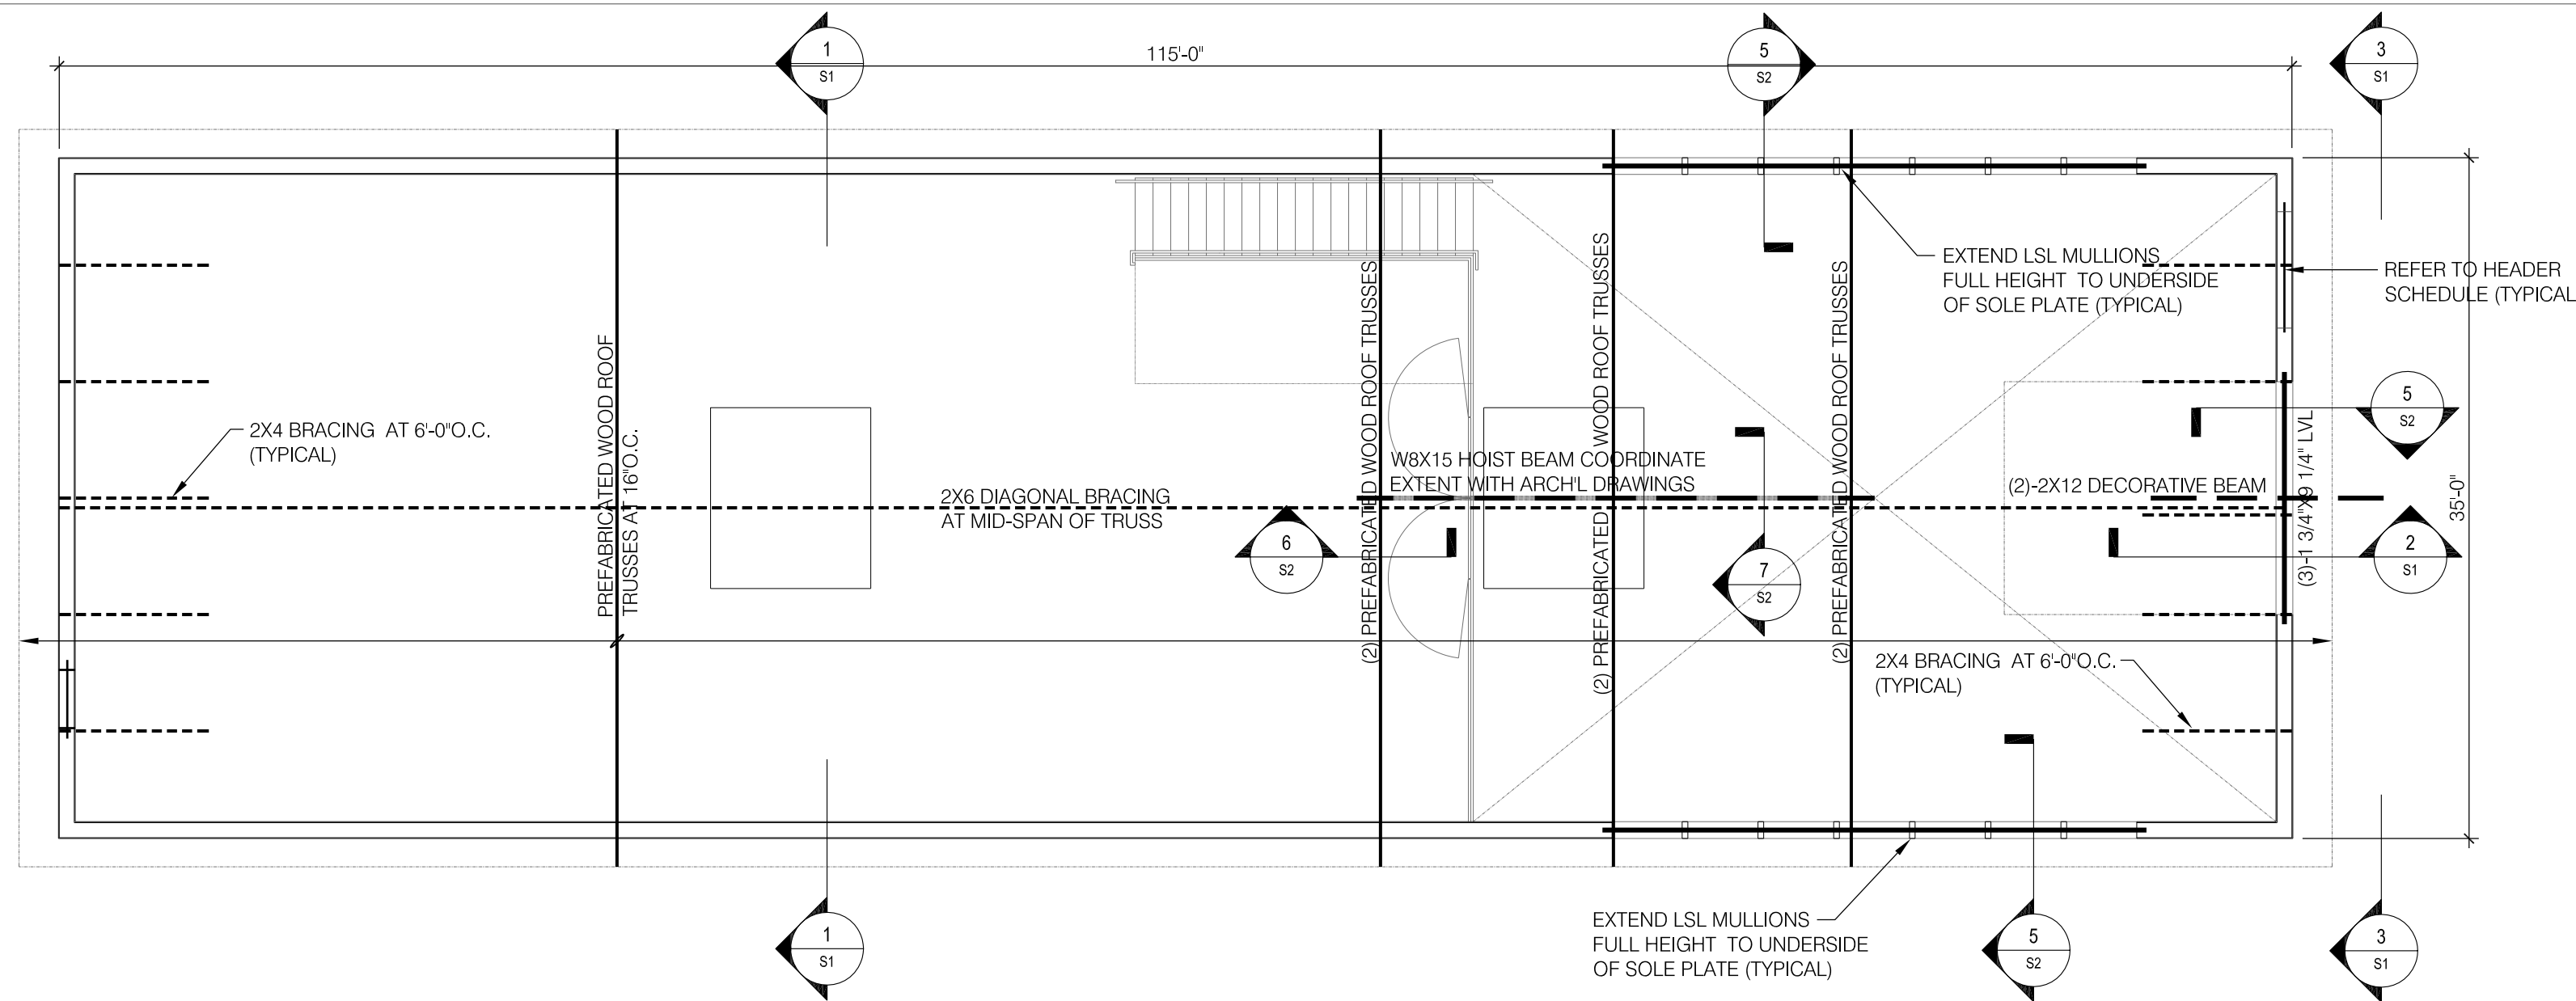 115'-0"
1
S1
5
S2
3
S1
EXTEND LSL MULLIONS
FULL HEIGHT TO UNDERSIDE
OF SOLE PLATE (TYPICAL)
REFER TO HEADER
SCHEDULE (TYPICAL
2X4 BRACING AT 6'-0"O.C.
(TYPICAL)
PREFABRICATED WOOD ROOF
TRUSSES AT 16"O.C.
2X6 DIAGONAL BRACING
AT MID-SPAN OF TRUSS
(2) PREFABRICATED WOOD ROOF TRUSSES
W8X15 HOIST BEAM COORDINATE
EXTENT WITH ARCH'L DRAWINGS
(2) PREFABRICATED WOOD ROOF TRUSSES
(2) PREFABRICATED WOOD ROOF TRUSSES
(2)-2X12 DECORATIVE BEAM
(3)-1 3/4"X9 1/4" LVL
5
S2
35'-0"
6
S2
7
S2
2
S1
2X4 BRACING AT 6'-0"O.C.
(TYPICAL)
EXTEND LSL MULLIONS
FULL HEIGHT TO UNDERSIDE
OF SOLE PLATE (TYPICAL)
1
S1
5
S2
3
S1